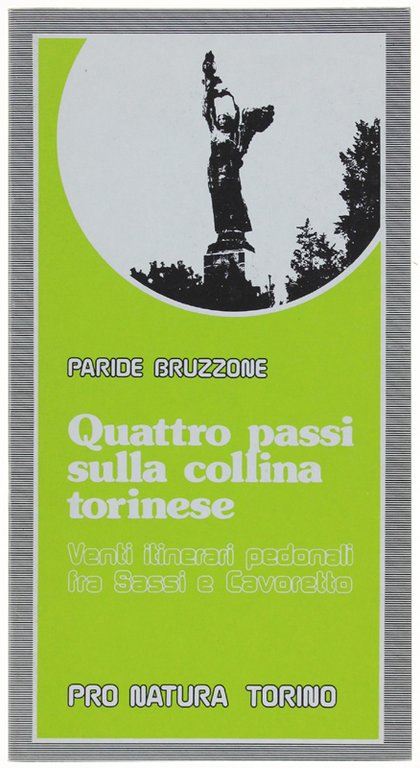 PARIDE BRUZZONE
Quattro passi
sulla collina
torinese
Venti itinerari pedonali
fra Sassi e Cavoretto
PRO NATURA TORINO